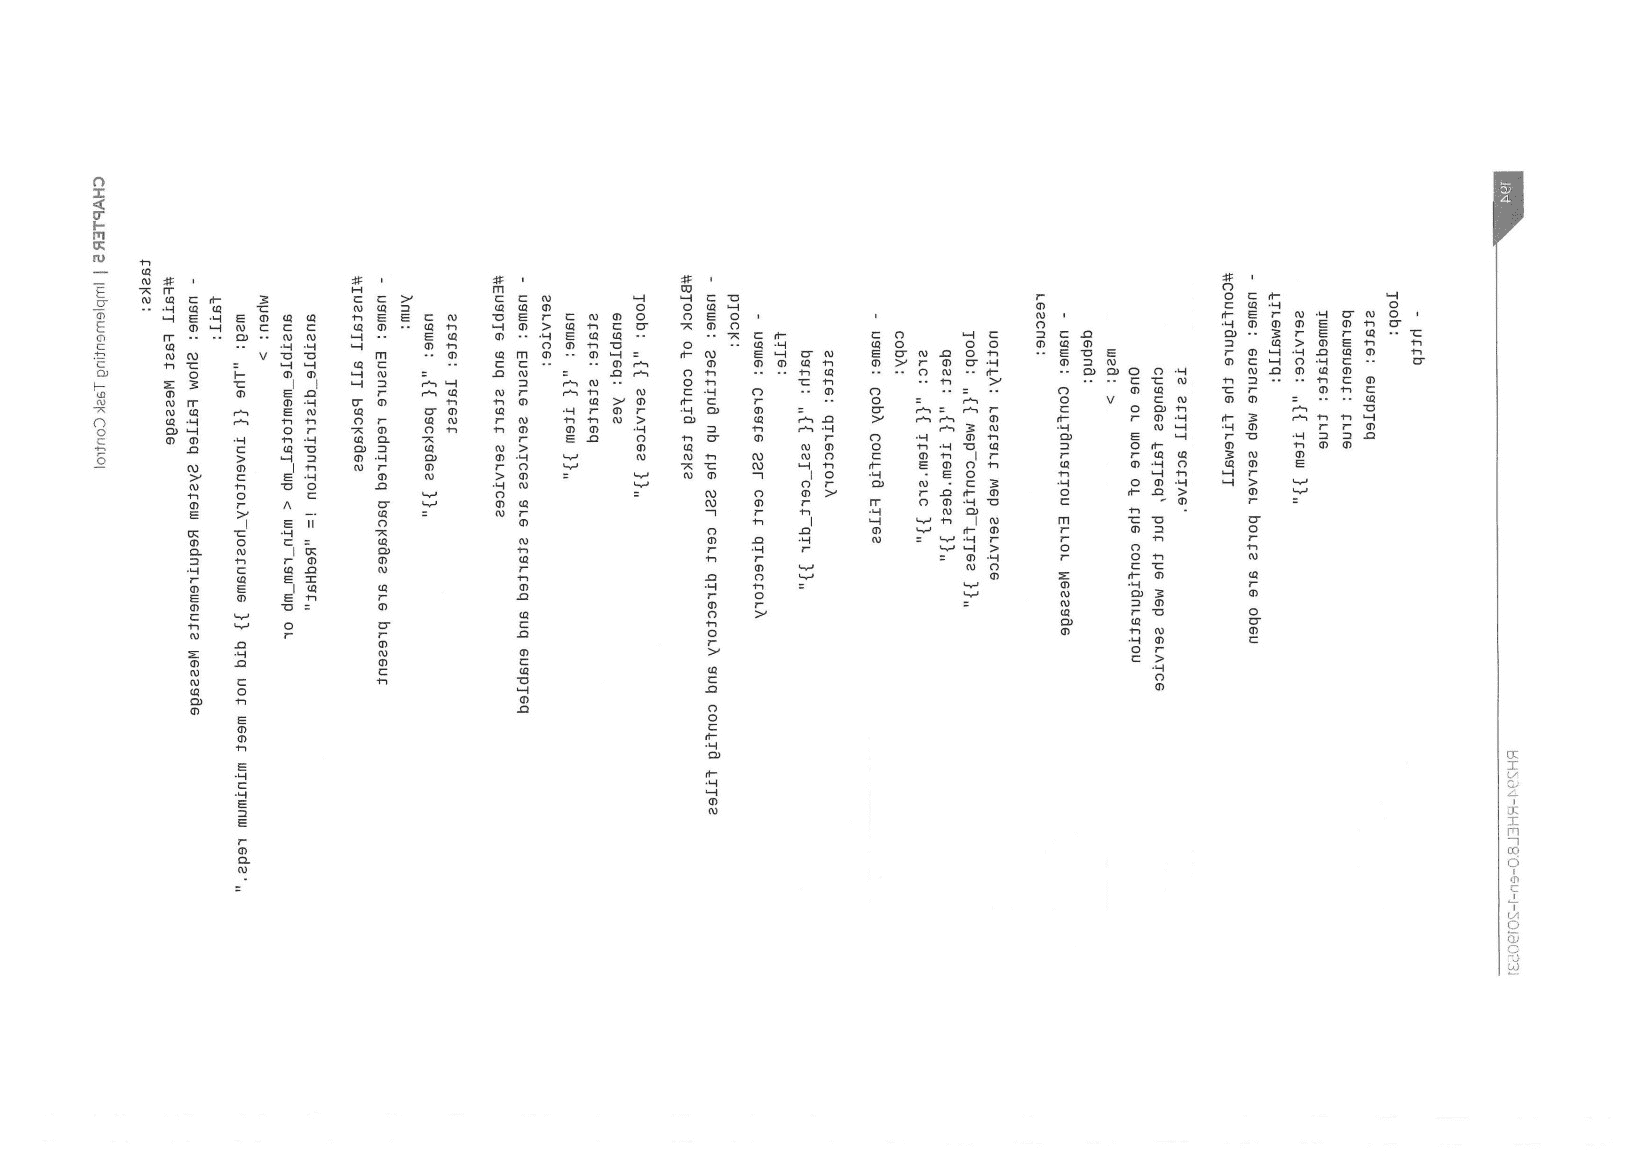 CHAPTER 5 | Implementing Task Control
tasks:
#Fail Fast Message
- name: Show Failed System Requirements Message
fail:
msg: "The {{ inventory_hostname }} did not meet minimum reqs."
when: >
ansible_memtotal_mb < min_ram_mb or
ansible_distribution != "RedHat"
#Install all Packages
- name: Ensure required packages are present
yum:
name: "{{ packages }}"
state: latest
#Enable and start services
- name: Ensure services are started and enabled
service:
name: "{{ item }}"
state: started
enabled: yes
loop: "{{ services }}"
#Block of config tasks
- name: Setting up the SSL cert directory and config files
block:
- name: Create SSL cert directory
file:
path: "{{ ssl_cert_dir }}"
state: directory
- name: Copy Config Files
copy:
src: "{{ item.src }}"
dest: "{{ item.dest }}"
loop: "{{ web_config_files }}"
notify: restart web service
rescue:
- name: Configuration Error Message
debug:
msg: >
One or more of the configuration
changes failed, but the web service
is still active.
#Configure the firewall
- name: ensure web server ports are open
firewalld:
service: "{{ item }}"
immediate: true
permanent: true
state: enabled
loop:
- http
194
RH294-RHEL8.0-en-1-20190531